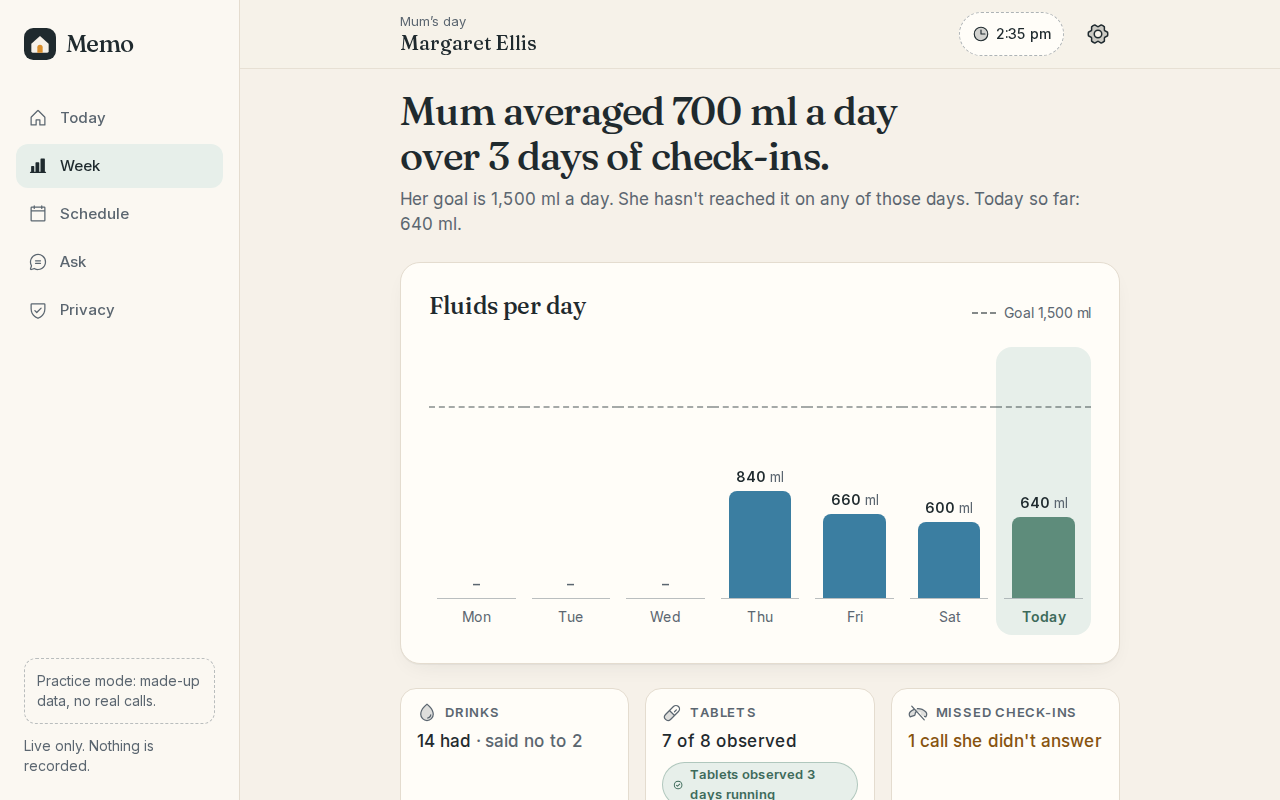 Memo
Today
Week
Schedule
Ask
Privacy
Practice mode: made-up
data, no real calls.
Live only. Nothing is
recorded.
Mum's day
Margaret Ellis
2:35 pm
Mum averaged 700 ml a day
over 3 days of check-ins.
Her goal is 1,500 ml a day. She hasn't reached it on any of those days. Today so far:
640 ml.
Fluids per day
Goal 1,500 ml
840 ml
660 ml
600 ml
640 ml
– – –
Mon Tue Wed Thu Fri Sat Today
DRINKS
14 had · said no to 2
TABLETS
7 of 8 observed
Tablets observed 3
days running
MISSED CHECK-INS
1 call she didn't answer